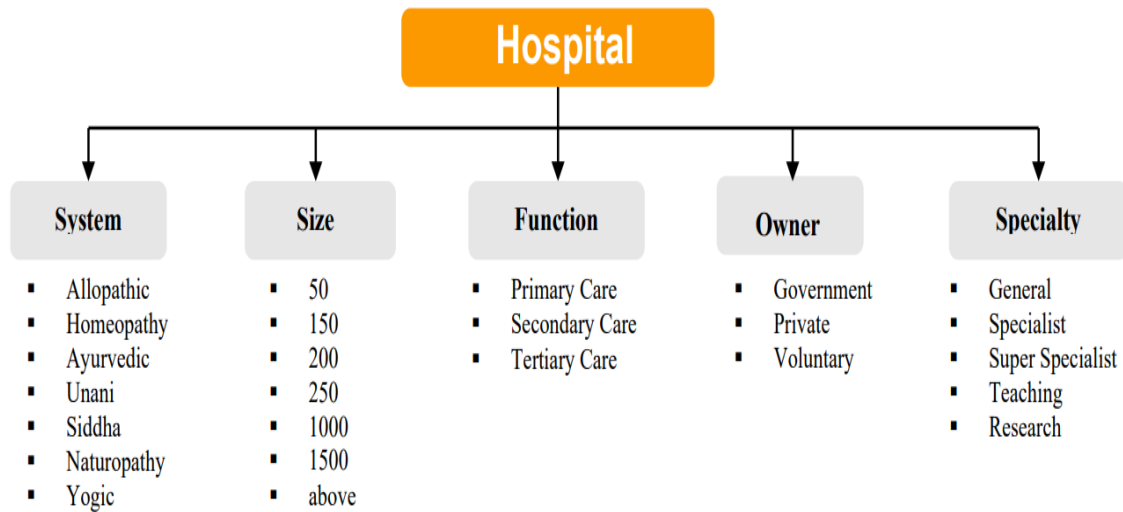 Hospital
System
Allopathic
Homeopathy
Ayurvedic
Unani
Siddha
Naturopathy
Yogic
Size
50
150
200
250
1000
1500
above
Function
Primary Care
Secondary Care
Tertiary Care
Owner
Government
Private
Voluntary
Specialty
General
Specialist
Super Specialist
Teaching
Research